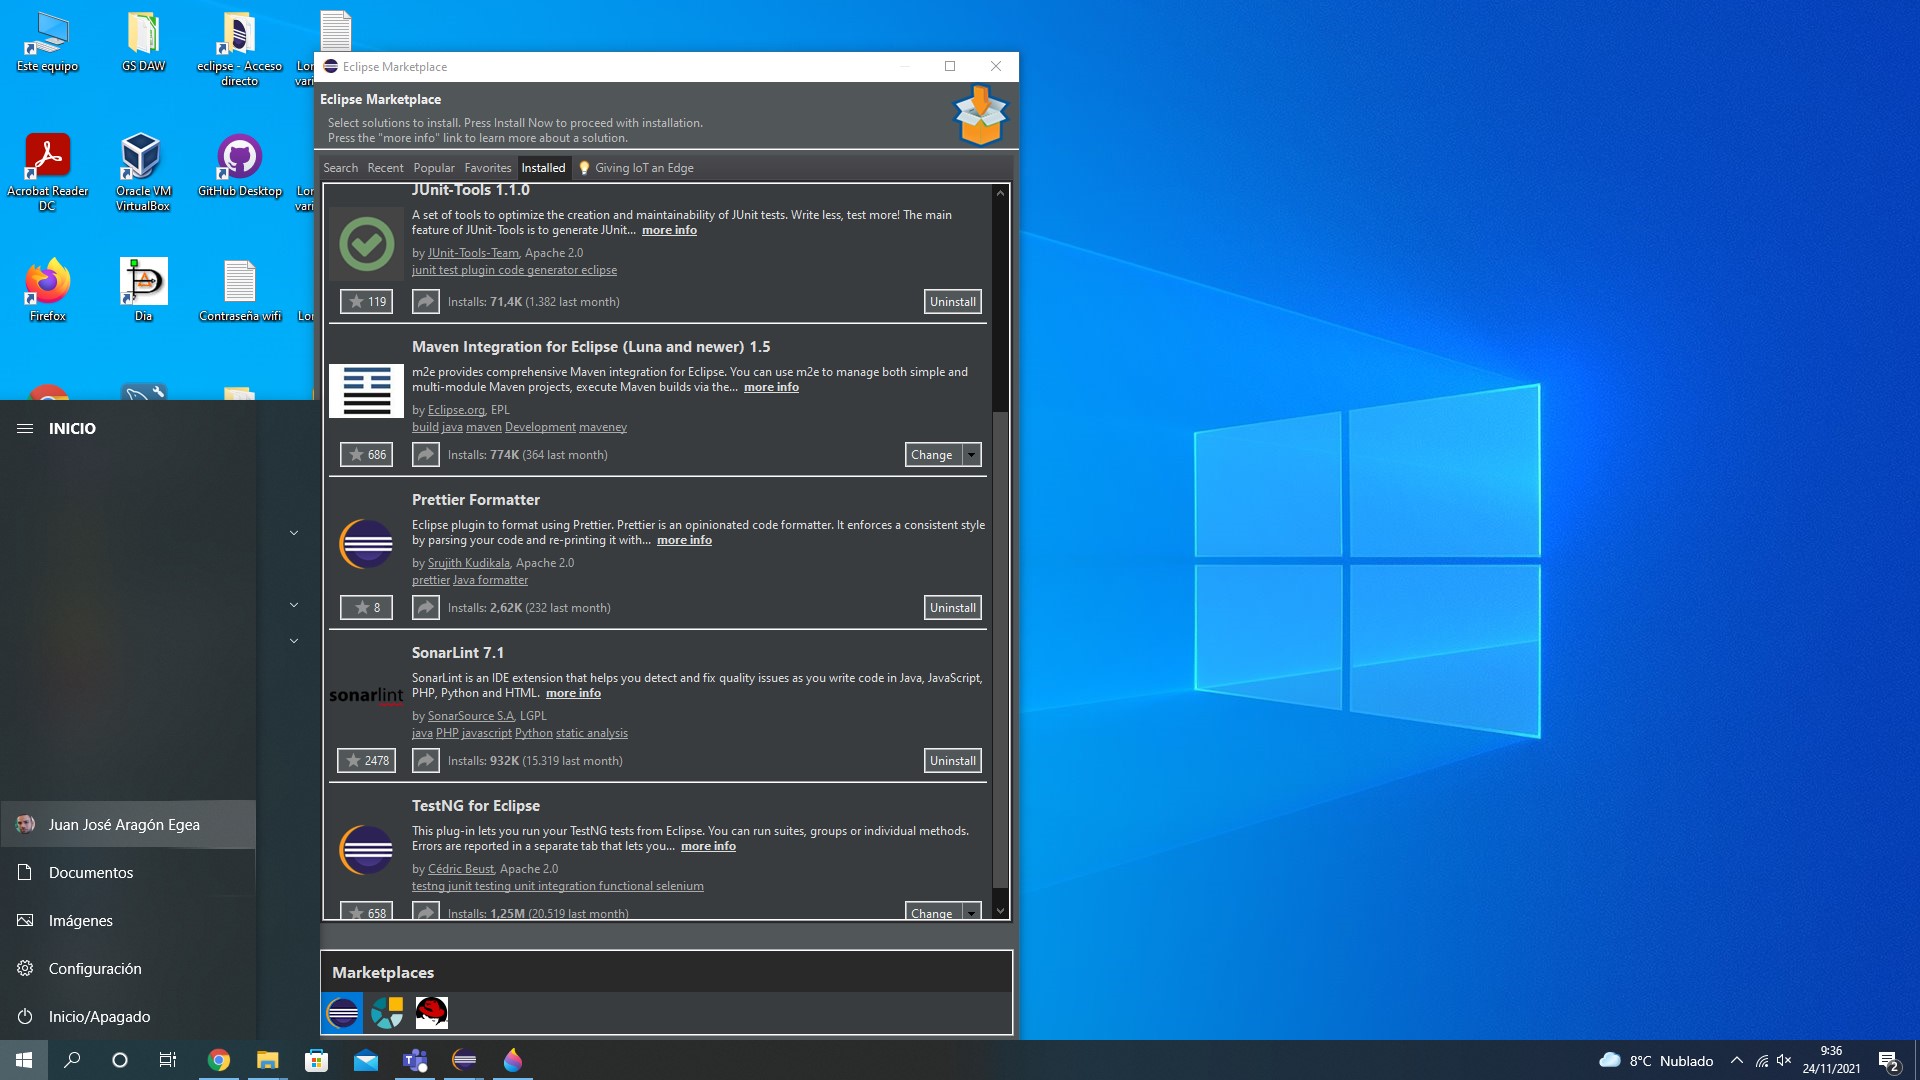 Este equipo
GS DAW
eclipse - Acceso directo
Acrobat Reader DC
Oracle VM VirtualBox
GitHub Desktop
Firefox
Dia
Contraseña wifi
Eclipse Marketplace
Eclipse Marketplace
Select solutions to install. Press Install Now to proceed with installation.
Press the "more info" link to learn more about a solution.
Search Recent Popular Favorites Installed Giving IoT an Edge
JUnit-Tools 1.1.0
A set of tools to optimize the creation and maintainability of JUnit tests. Write less, test more! The main
feature of JUnit-Tools is to generate JUnit... more info
by JUnit-Tools-Team, Apache 2.0
junit test plugin code generator eclipse
119 Installs: 71,4K (1.382 last month) Uninstall
Maven Integration for Eclipse (Luna and newer) 1.5
m2e provides comprehensive Maven integration for Eclipse. You can use m2e to manage both simple and
multi-module Maven projects, execute Maven builds via the... more info
by Eclipse.org, EPL
build java maven Development maveney
686 Installs: 774K (364 last month) Change
Prettier Formatter
Eclipse plugin to format using Prettier. Prettier is an opinionated code formatter. It enforces a consistent style
by parsing your code and re-printing it with... more info
by Srujith Kudikala, Apache 2.0
prettier Java formatter
8 Installs: 2,62K (232 last month) Uninstall
SonarLint 7.1
sonarlint
SonarLint is an IDE extension that helps you detect and fix quality issues as you write code in Java, JavaScript,
PHP, Python and HTML. more info
by SonarSource S.A, LGPL
java PHP javascript Python static analysis
2478 Installs: 932K (15.319 last month) Uninstall
TestNG for Eclipse
This plug-in lets you run your TestNG tests from Eclipse. You can run suites, groups or individual methods.
Errors are reported in a separate tab that lets you... more info
by Cédric Beust, Apache 2.0
testng junit testing unit integration functional selenium
658 Installs: 1,25M (20.519 last month) Change
Marketplaces
INICIO
Juan José Aragón Egea
Documentos
Imágenes
Configuración
Inicio/Apagado
8°C Nublado
9:36
24/11/2021
2